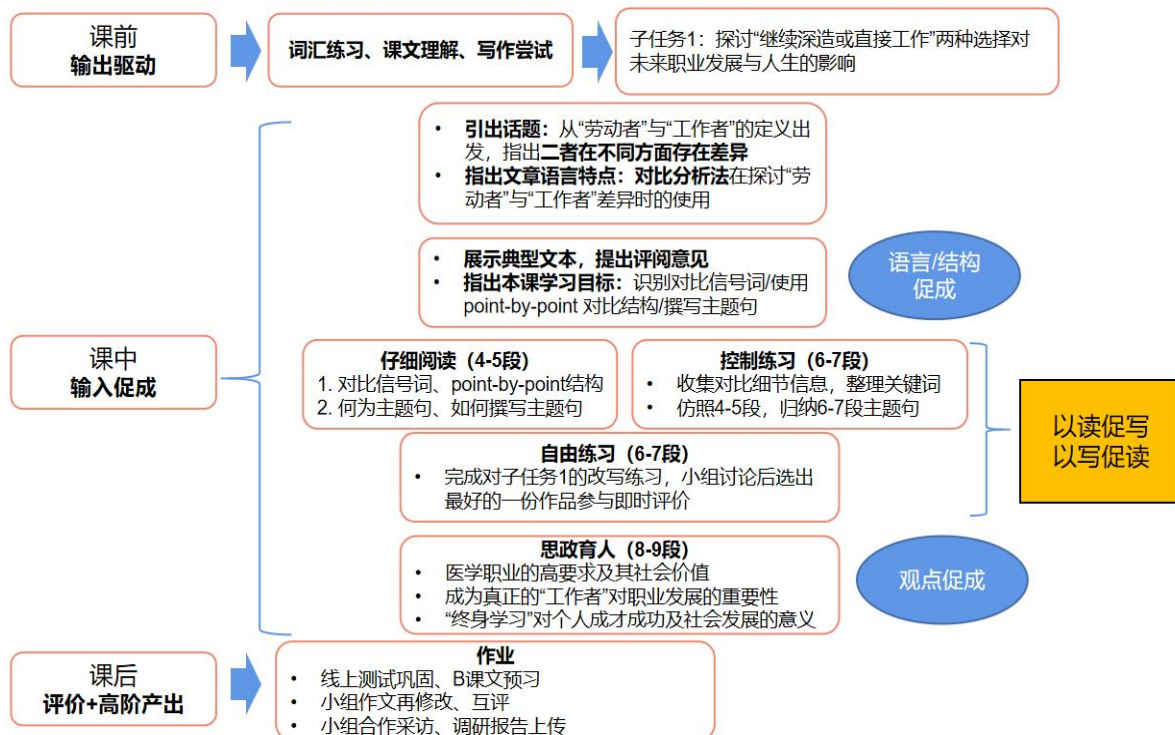 课前
输出驱动
词汇练习、课文理解、写作尝试
子任务1：探讨“继续深造或直接工作”两种选择对
未来职业发展与人生的影响
• 引出话题：从“劳动者”与“工作者”的定义出
发，指出二者在不同方面存在差异
• 指出文章语言特点：对比分析法在探讨“劳
动者”与“工作者”差异时的使用
• 展示典型文本，提出评阅意见
• 指出本课学习目标：识别对比信号词/使用
point-by-point 对比结构/撰写主题句
语言/结构
促成
课中
输入促成
仔细阅读（4-5段）
1. 对比信号词、point-by-point结构
2. 何为主题句、如何撰写主题句
控制练习（6-7段）
• 收集对比细节信息，整理关键词
• 仿照4-5段，归纳6-7段主题句
自由练习（6-7段）
• 完成对子任务1的改写练习，小组讨论后选出
最好的一份作品参与即时评价
以读促写
以写促读
思政育人（8-9段）
• 医学职业的高要求及其社会价值
• 成为真正的“工作者”对职业发展的重要性
• “终身学习”对个人成才成功及社会发展的意义
观点促成
课后
评价+高阶产出
作业
• 线上测试巩固、B课文预习
• 小组作文再修改、互评
• 小组合作采访、调研报告上传